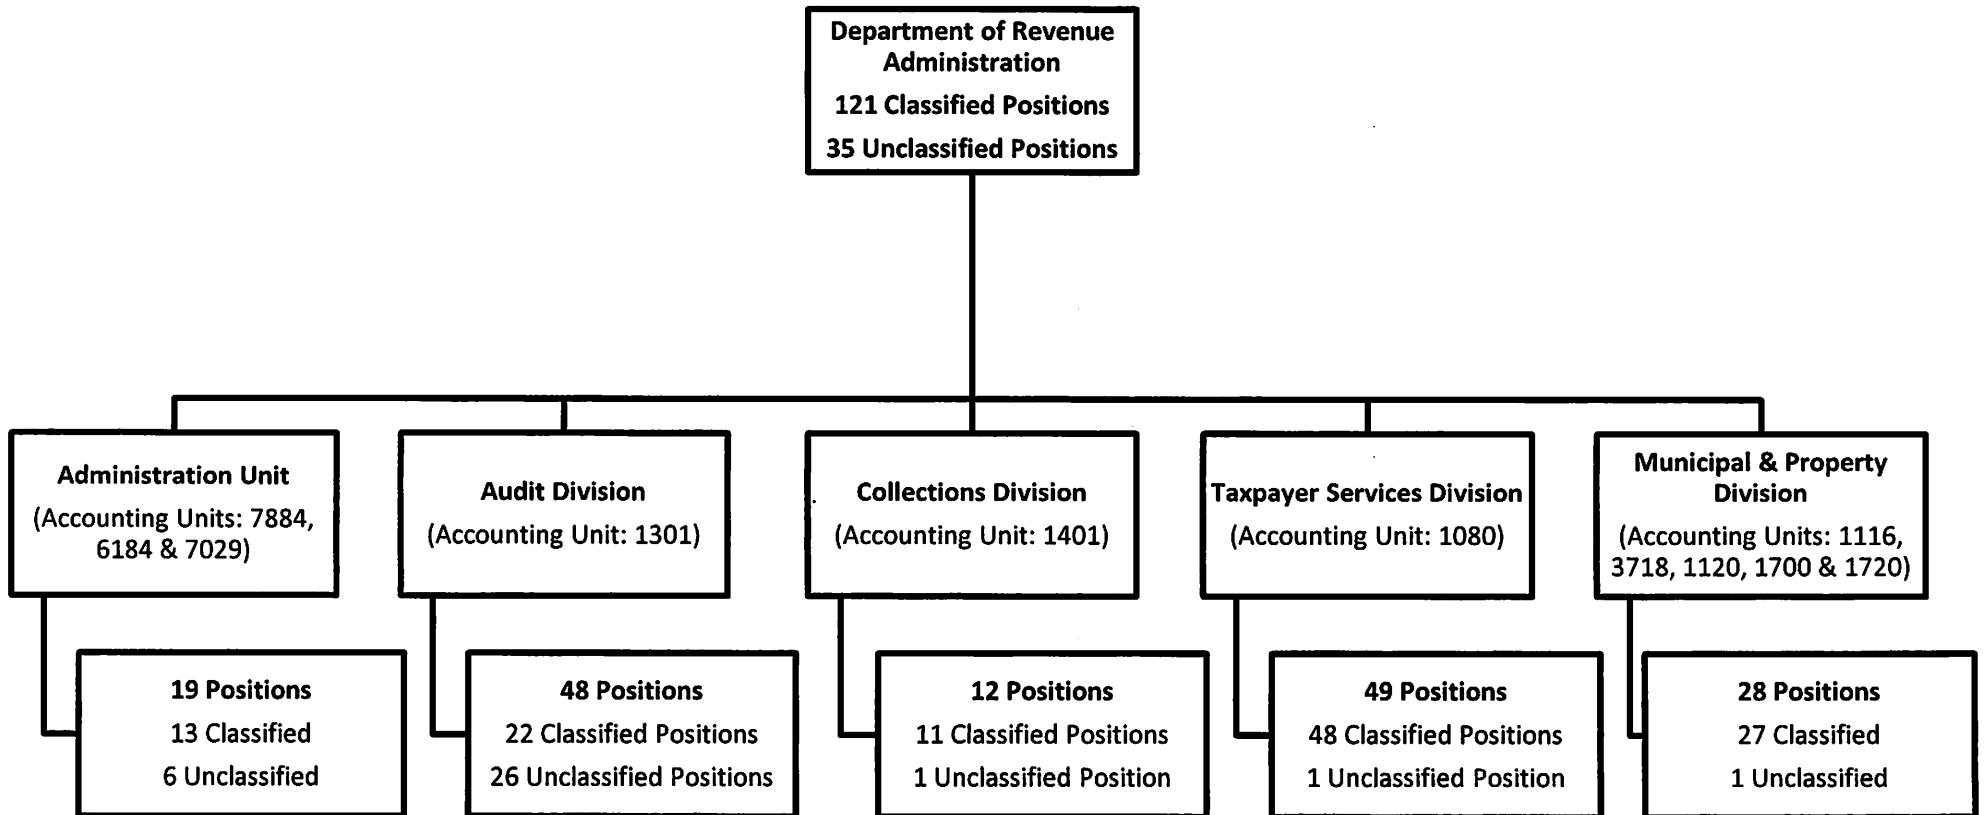 Department of Revenue
Administration
121 Classified Positions
35 Unclassified Positions
Administration Unit
(Accounting Units: 7884,
6184 & 7029)
Audit Division
(Accounting Unit: 1301)
Collections Division
(Accounting Unit: 1401)
Taxpayer Services Division
(Accounting Unit: 1080)
Municipal & Property
Division
(Accounting Units: 1116,
3718, 1120, 1700 & 1720)
19 Positions
13 Classified
6 Unclassified
48 Positions
22 Classified Positions
26 Unclassified Positions
12 Positions
11 Classified Positions
1 Unclassified Position
49 Positions
48 Classified Positions
1 Unclassified Position
28 Positions
27 Classified
1 Unclassified